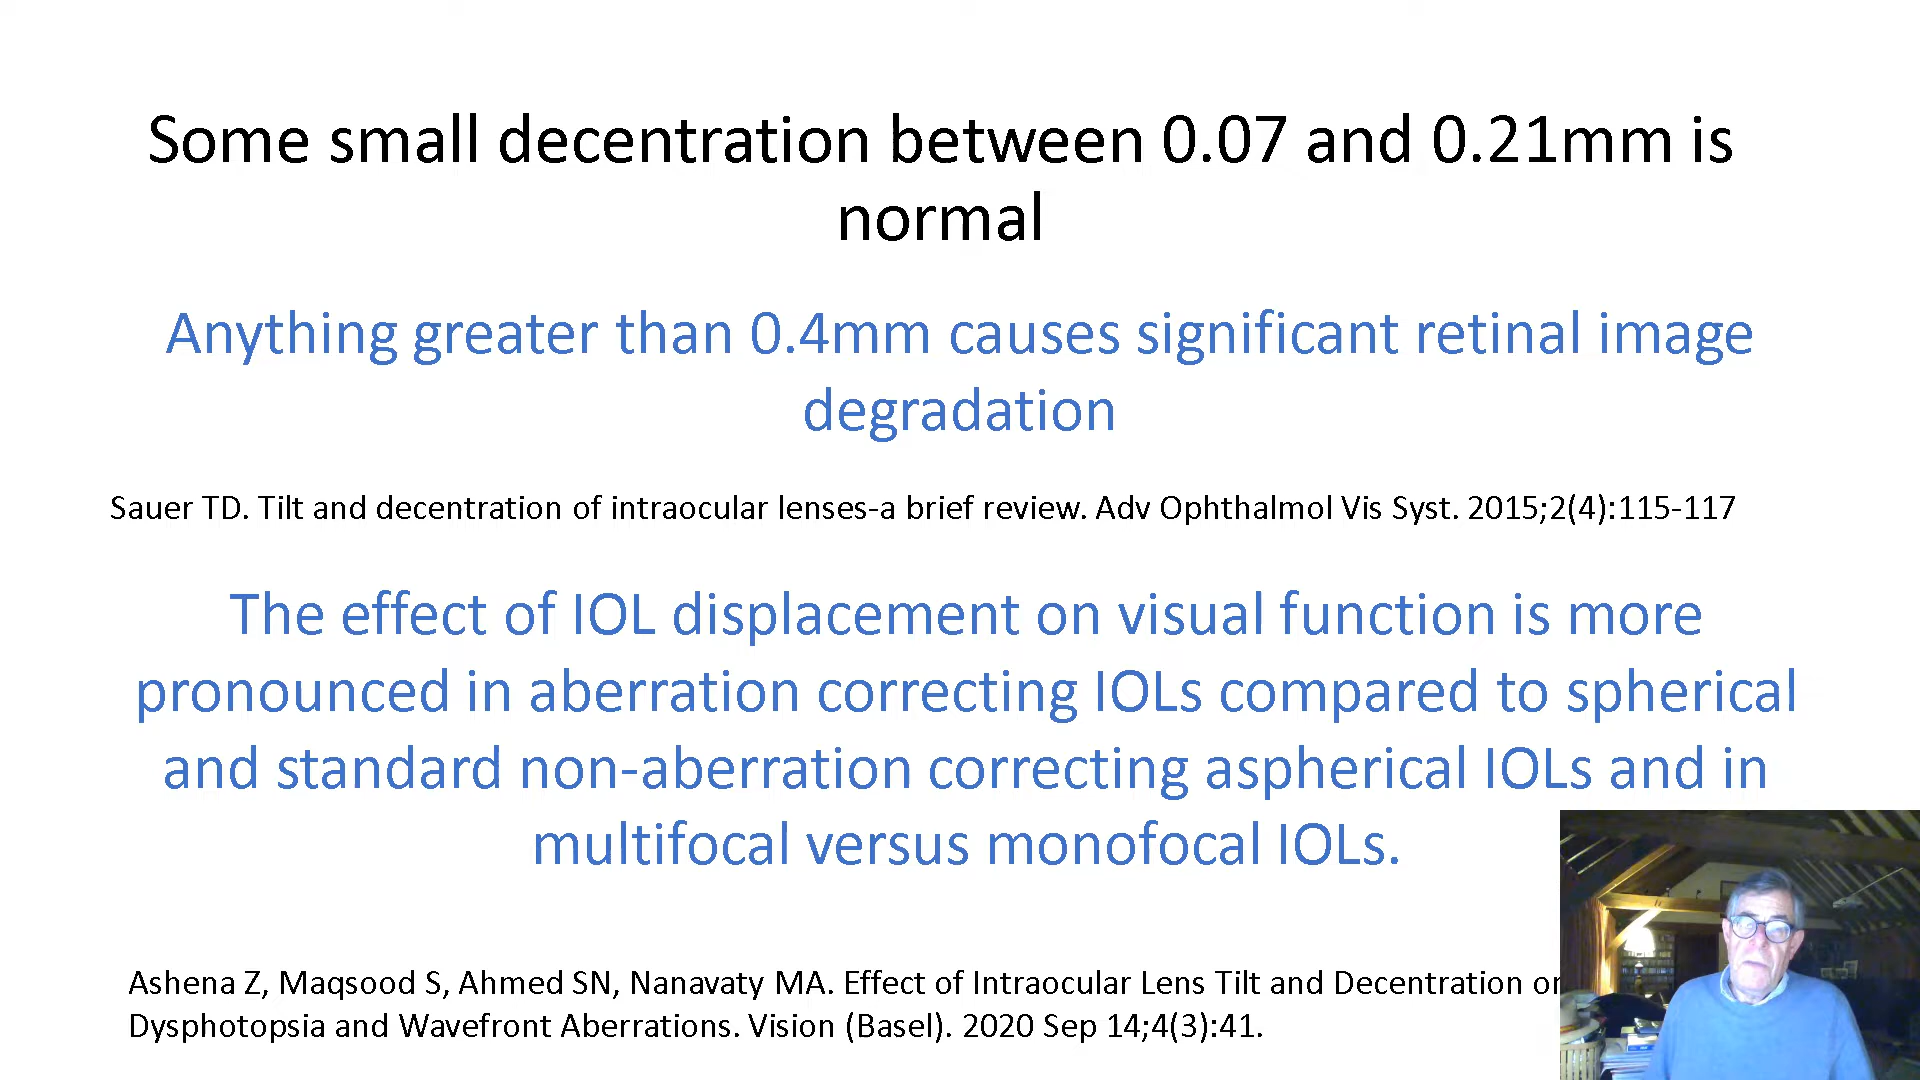 Some small decentration between 0.07 and 0.21mm is
normal
Anything greater than 0.4mm causes significant retinal image
degradation
Sauer TD. Tilt and decentration of intraocular lenses-a brief review. Adv Ophthalmol Vis Syst. 2015;2(4):115-117
The effect of IOL displacement on visual function is more
pronounced in aberration correcting IOLs compared to spherical
and standard non-aberration correcting aspherical IOLs and in
multifocal versus monofocal IOLs.
Ashena Z, Maqsood S, Ahmed SN, Nanavaty MA. Effect of Intraocular Lens Tilt and Decentration
Dysphotopsia and Wavefront Aberrations. Vision (Basel). 2020 Sep 14;4(3):41.